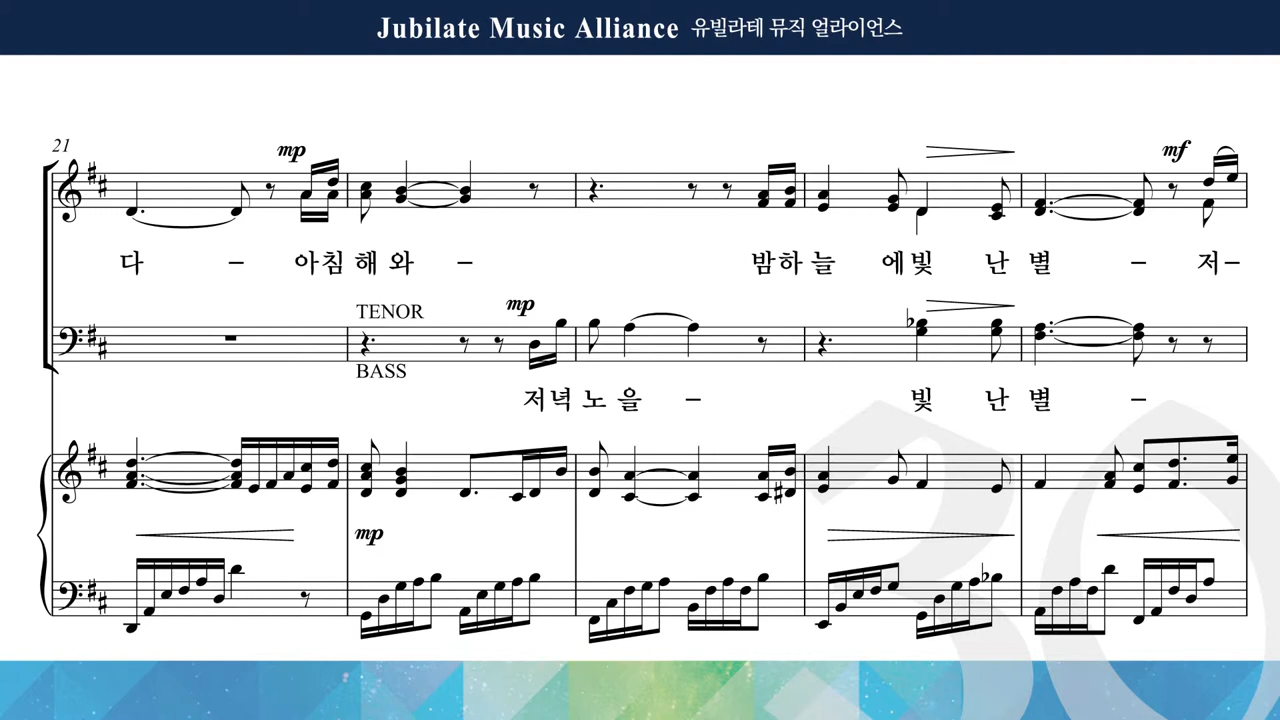 Jubilate Music Alliance 유빌라테 뮤직 얼라이언스
21
mp
mf
다 – 아침 해 와 – 밤하 늘 에 빛 난 별 – 저–
TENOR
mp
BASS
저녁 노 을 – 빛 난 별 –
mp
30